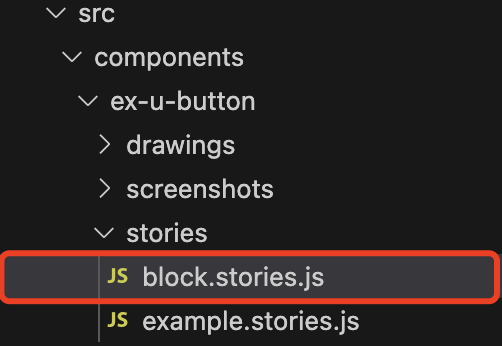 src
components
ex-u-button
drawings
screenshots
stories
JS block.stories.js
JS example.stories.js